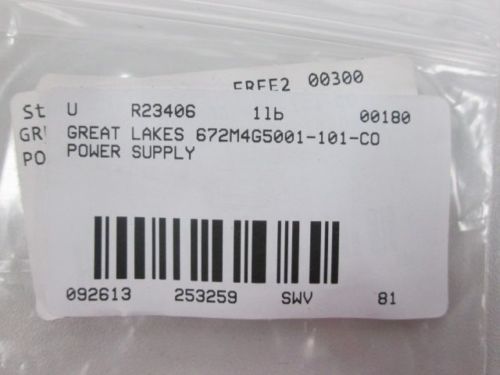 FREE2 00300
St
GR
PO
U R23406 1lb 00180
GREAT LAKES 672M4G5001-101-CO
POWER SUPPLY
092613 253259 SWV 81